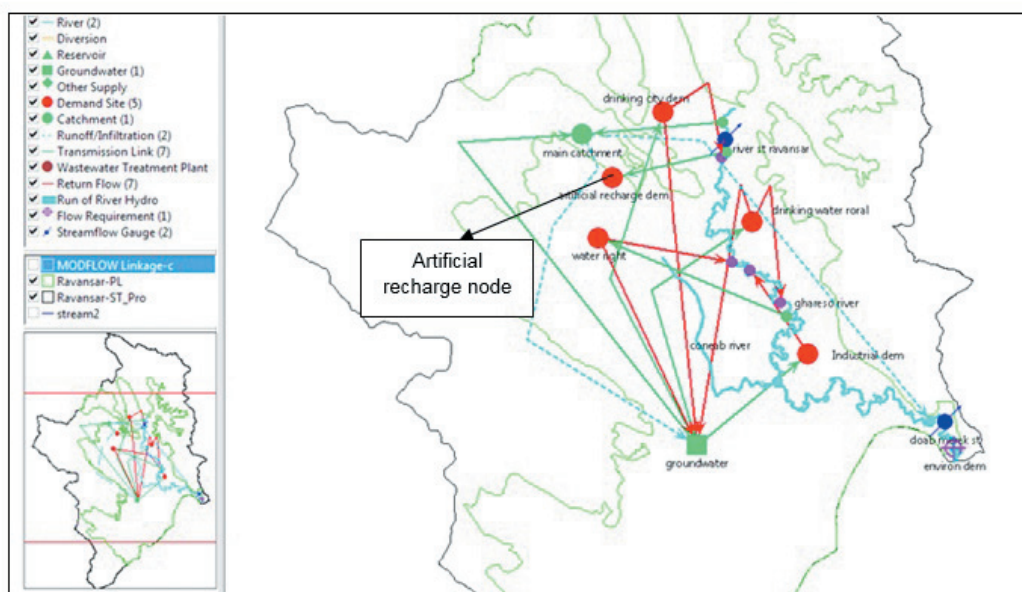 River (2)
Diversion
Reservoir
Groundwater (1)
Other Supply
Demand Site (5)
Catchment (1)
Runoff/Infiltration (2)
Transmission Link (7)
Wastewater Treatment Plant
Return Flow (7)
Run of River Hydro
Flow Requirement (1)
Streamflow Gauge (2)
MODFLOW Linkage-c
Ravansar-PL
Ravansar-ST_Pro
stream2
drinking city dem
main catchment
river st ravansar
artificial recharge dem
drinking water roral
Artificial
recharge node
water right
ghareso river
coneab river
Industrial dem
groundwater
environ dem